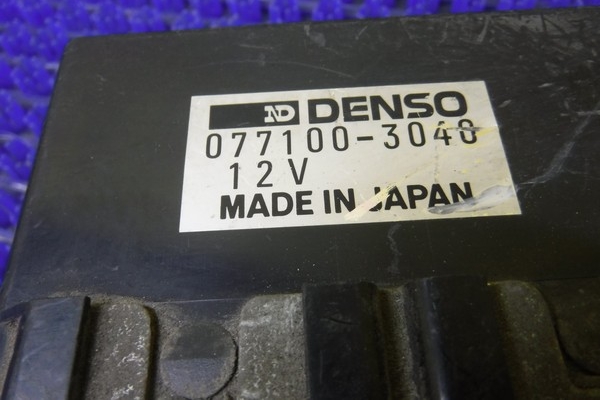 ND DENSO
077100-3040
12V
MADE IN JAPAN